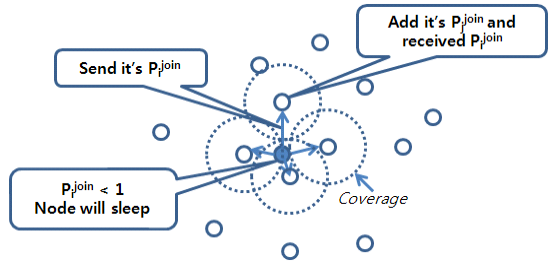 Add it's Pjjoin and
received Pijoin
Send it's Pijoin
Pijoin < 1
Node will sleep
Coverage